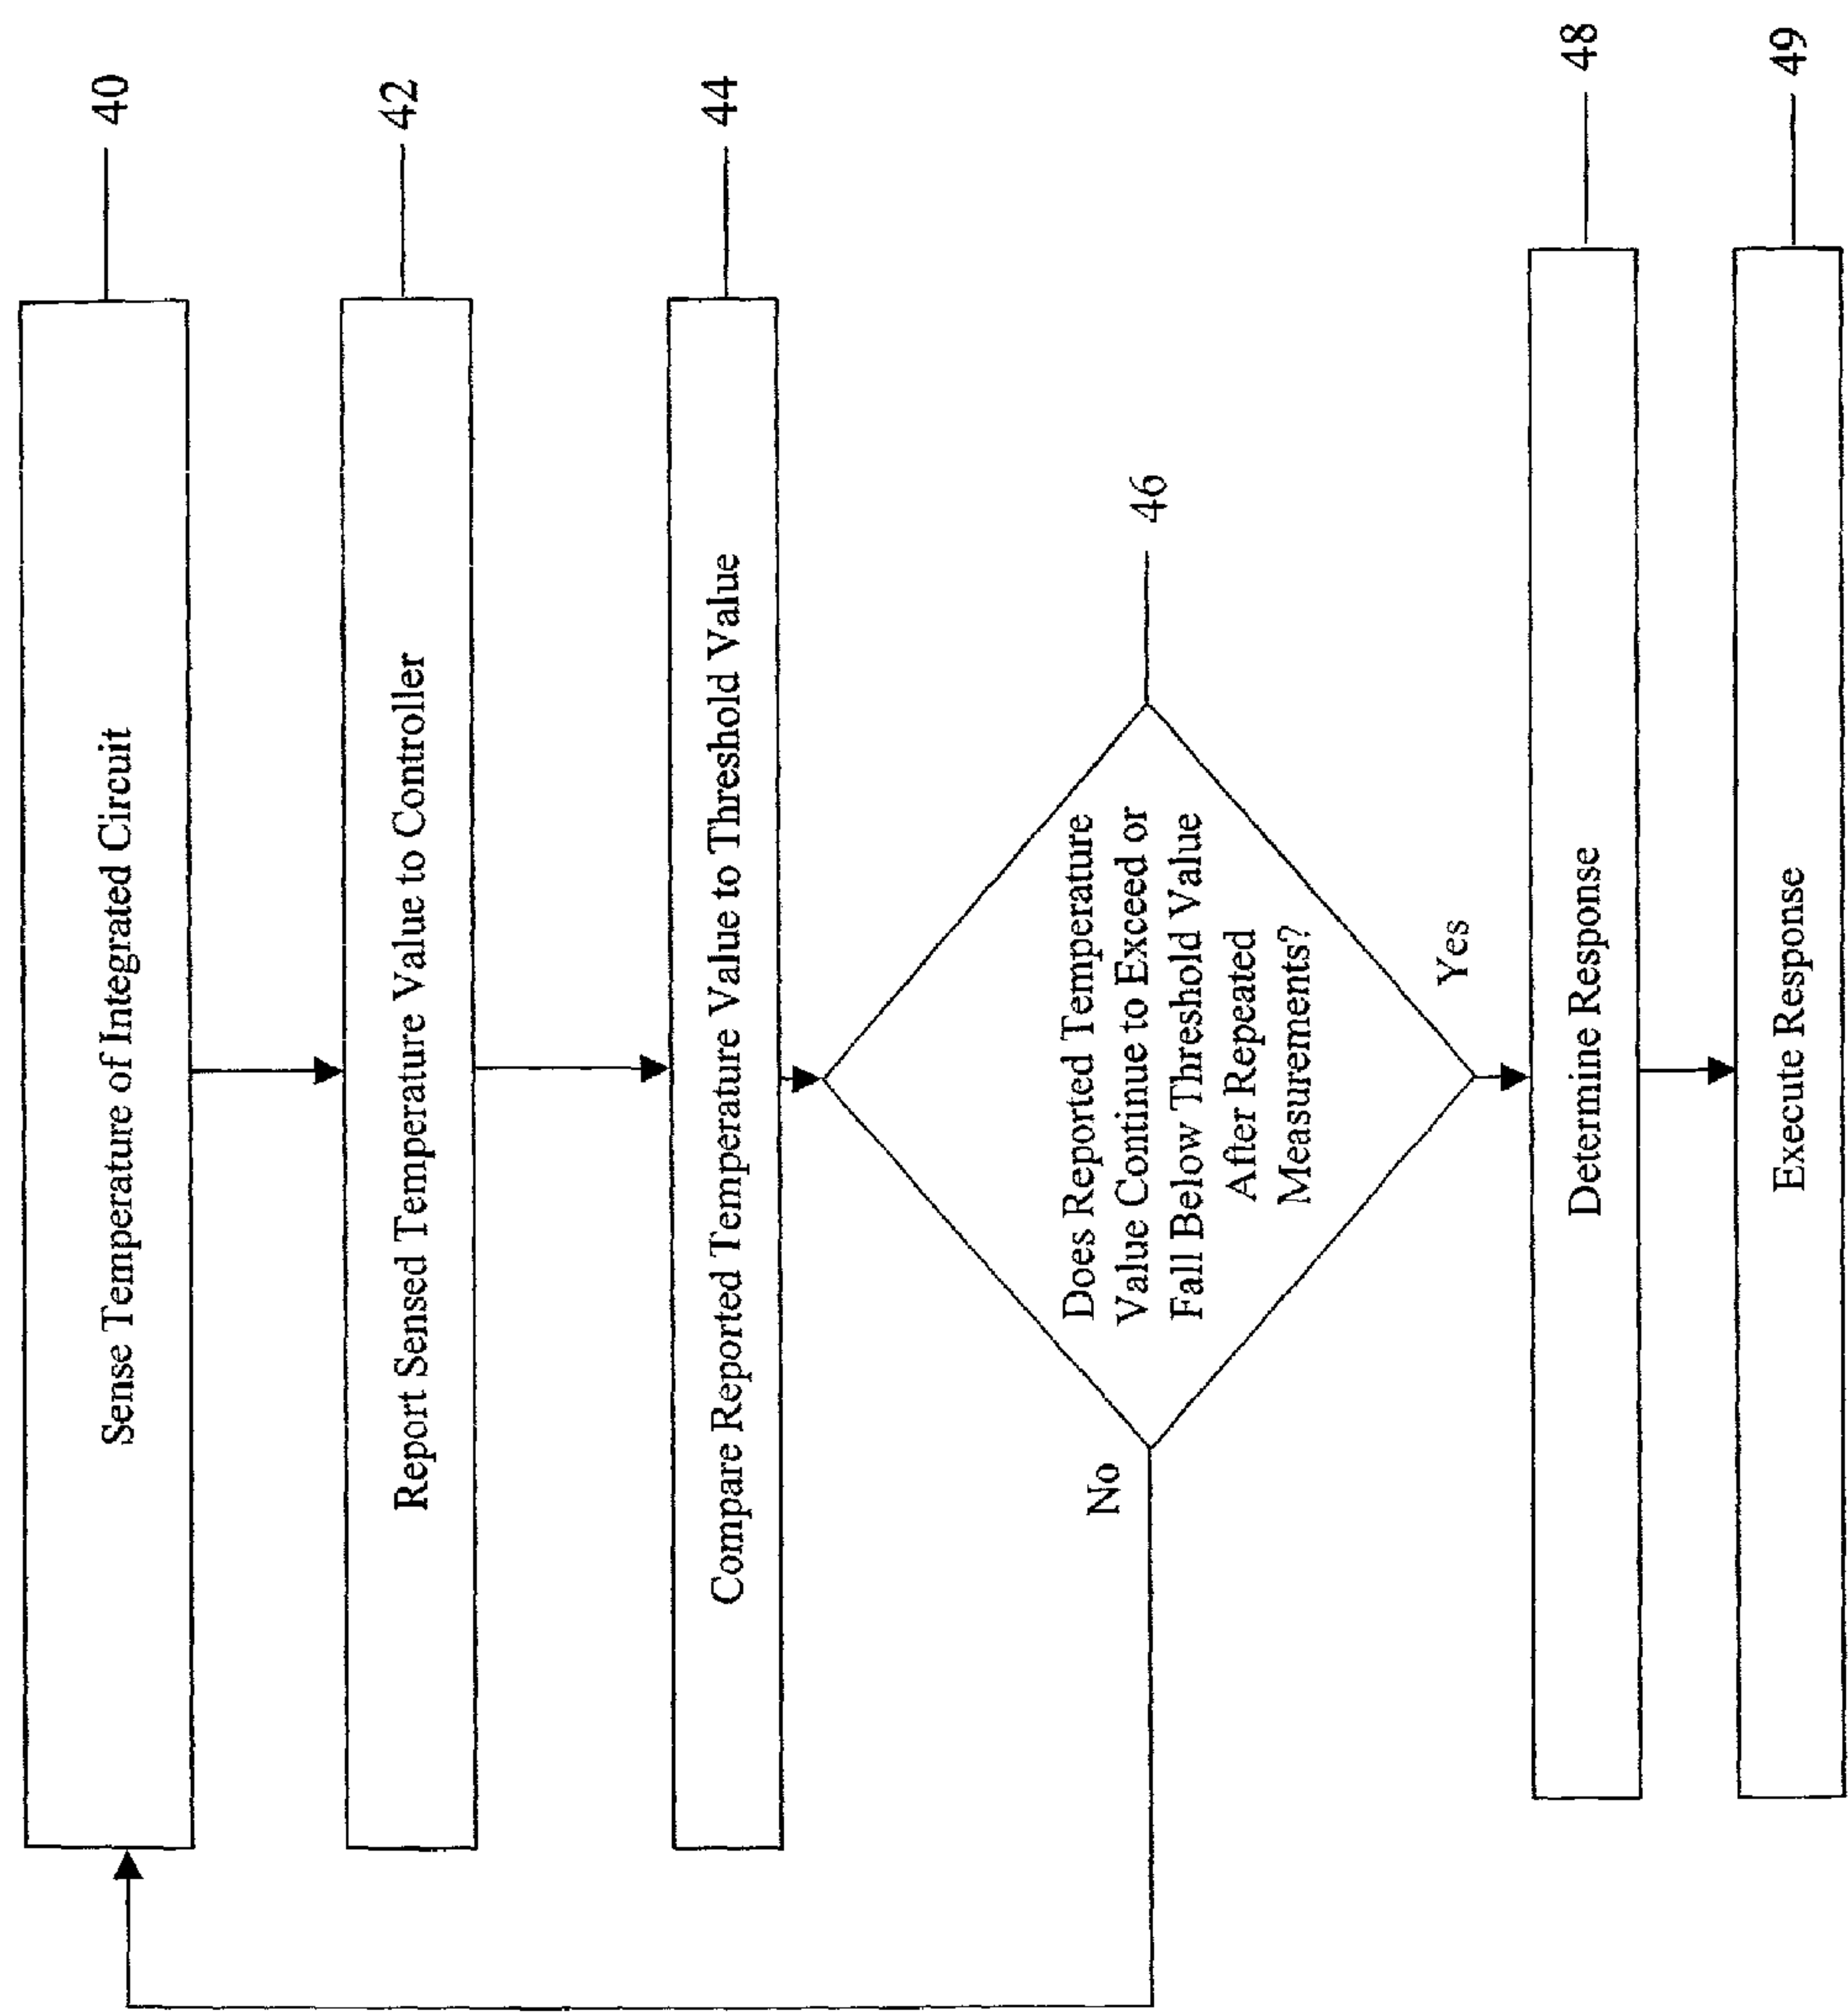 Sense Temperature of Integrated Circuit
40
Report Sensed Temperature Value to Controller
42
Compare Reported Temperature Value to Threshold Value
44
Does Reported Temperature
Value Continue to Exceed or
Fall Below Threshold Value
After Repeated
Measurements?
46
No
Yes
Determine Response
48
Execute Response
49